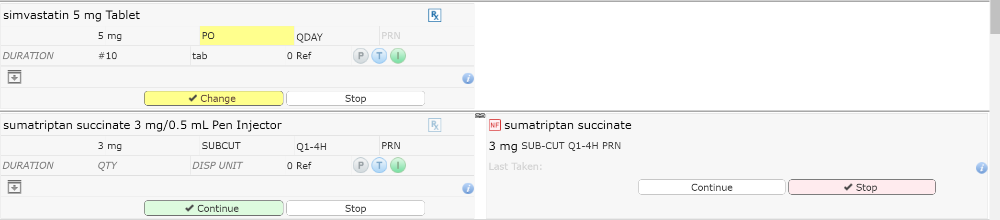 simvastatin 5 mg Tablet Rx
5 mg PO QDAY PRN
DURATION #10 tab 0 Ref P T I
i
✔ Change Stop
sumatriptan succinate 3 mg/0.5 mL Pen Injector Rx
3 mg SUBCUT Q1-4H PRN
DURATION QTY DISP UNIT 0 Ref P T I
i
✔ Continue Stop
NF sumatriptan succinate
3 mg SUB-CUT Q1-4H PRN
Last Taken: i
Continue ✔ Stop